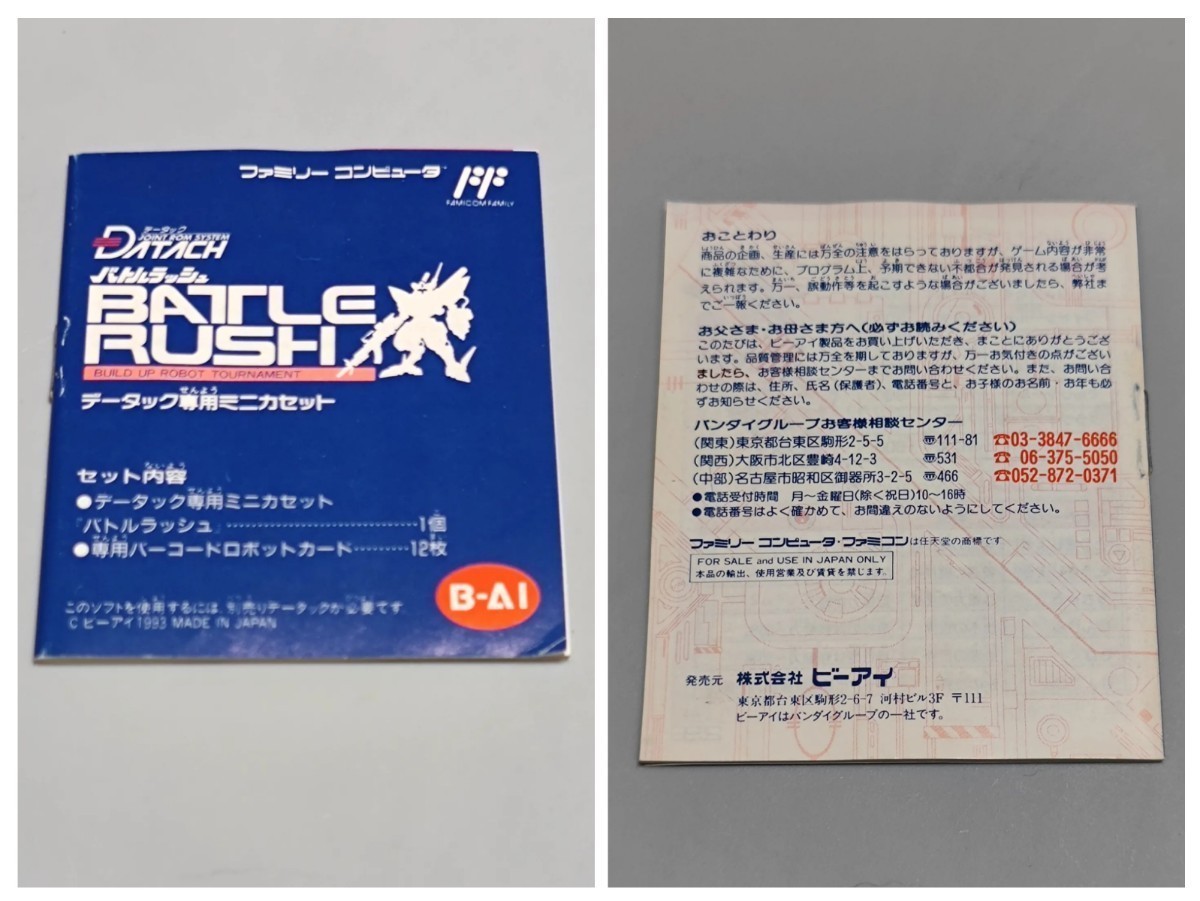 ファミリー コンピュータ™
FAMICOM FAMILY
データック
JOINT ROM SYSTEM
DATACH
バトルラッシュ
BATTLE
RUSH
BUILD UP ROBOT TOURNAMENT
せんよう
データック専用ミニカセット
ないよう
セット内容
せんよう
●データック専用ミニカセット
「バトルラッシュ」……………………………1個
せんよう
●専用バーコードロボットカード………12枚
B-AI
このソフトを使用するには、別売りデータックが必要です
© ビーアイ1993 MADE IN JAPAN
おことわり
商品の企画、生産には万全の注意をはらっておりますが、ゲーム内容が非常
に複雑なために、プログラム上、予期できない不都合が発見される場合が考
えられます。万一、誤動作等を起こすような場合がございましたら、弊社ま
でご一報ください。
お父さま・お母さま方へ(必ずお読みください)
このたびは、ビーアイ製品をお買い上げいただき、まことにありがとうござい
います。品質管理には万全を期しておりますが、万一お気付きの点がござい
ましたら、お客様相談センターまでお問い合わせください。また、お問い合
わせの際は、住所、氏名(保護者)、電話番号と、お子様のお名前・お年も必
ずお知らせください。
バンダイグループお客様相談センター
(関東)東京都台東区駒形2-5-5 〠111-81 ☎03-3847-6666
(関西)大阪市北区豊崎4-12-3 〠531 ☎06-375-5050
(中部)名古屋市昭和区御器所3-2-5 〠466 ☎052-872-0371
●電話受付時間 月〜金曜日(除く祝日)10〜16時
●電話番号はよく確かめて、お間違えのないようにしてください。
ファミリー コンピュータ・ファミコンは任天堂の商標です
FOR SALE and USE IN JAPAN ONLY
本品の輸出、使用営業及び賃貸を禁じます。
発売元 株式会社 ビーアイ
東京都台東区駒形2-6-7 河村ビル3F 〒111
ビーアイはバンダイグループの一社です。